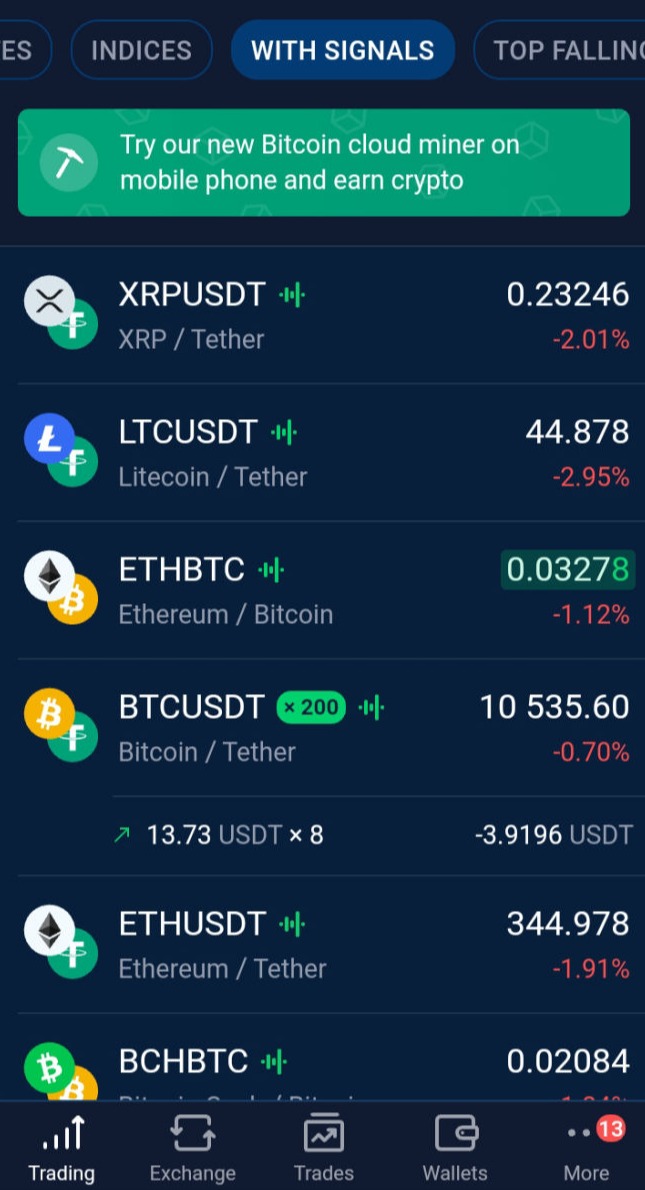 ES INDICES WITH SIGNALS TOP FALLING
Try our new Bitcoin cloud miner on
mobile phone and earn crypto
XRPUSDT 0.23246
XRP / Tether -2.01%
LTCUSDT 44.878
Litecoin / Tether -2.95%
ETHBTC 0.03278
Ethereum / Bitcoin -1.12%
BTCUSDT × 200 10 535.60
Bitcoin / Tether -0.70%
13.73 USDT × 8 -3.9196 USDT
ETHUSDT 344.978
Ethereum / Tether -1.91%
BCHBTC 0.02084
Trading Exchange Trades Wallets 13 More